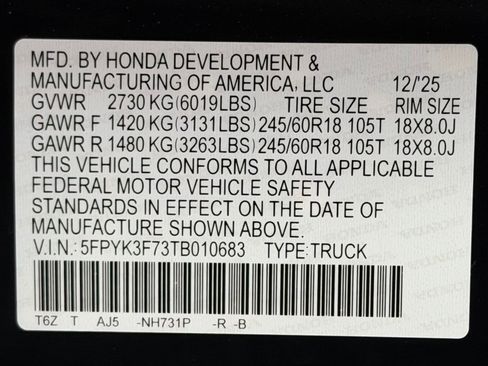 MFD. BY HONDA DEVELOPMENT &
MANUFACTURING OF AMERICA, LLC 12/'25
GVWR 2730 KG(6019LBS) TIRE SIZE RIM SIZE
GAWR F 1420 KG(3131LBS) 245/60R18 105T 18X8.0J
GAWR R 1480 KG(3263LBS) 245/60R18 105T 18X8.0J
THIS VEHICLE CONFORMS TO ALL APPLICABLE
FEDERAL MOTOR VEHICLE SAFETY
STANDARDS IN EFFECT ON THE DATE OF
MANUFACTURE SHOWN ABOVE.
V.I.N: 5FPYK3F73TB010683 TYPE:TRUCK
T6Z T AJ5 -NH731P -R -B